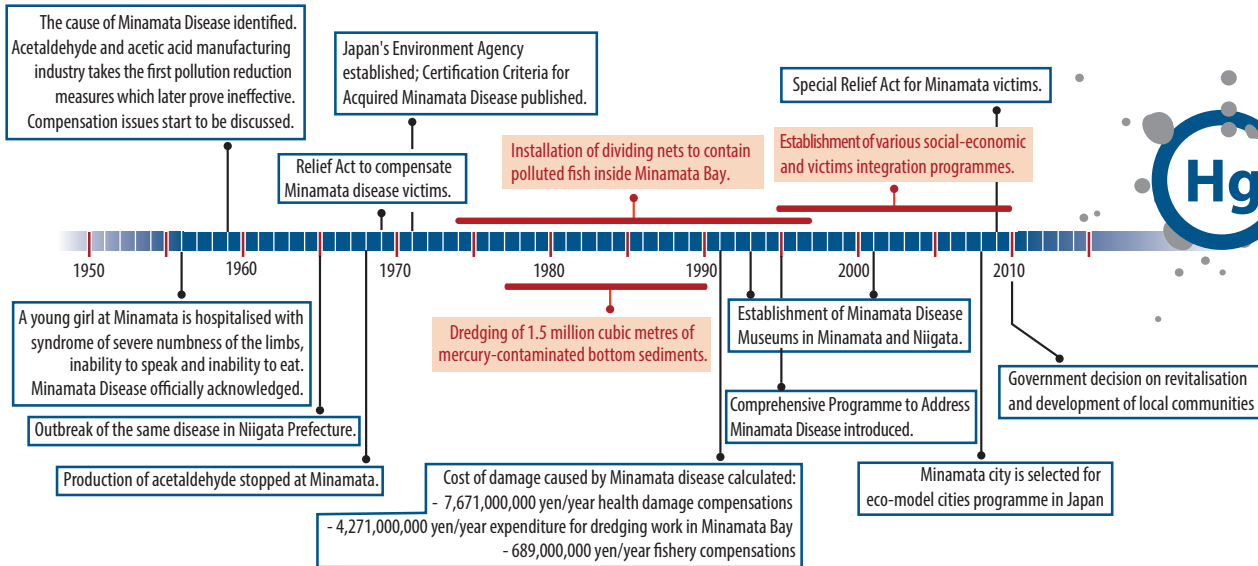 The cause of Minamata Disease identified.
Acetaldehyde and acetic acid manufacturing
industry takes the first pollution reduction
measures which later prove ineffective.
Compensation issues start to be discussed.
Japan's Environment Agency
established; Certification Criteria for
Acquired Minamata Disease published.
Relief Act to compensate
Minamata disease victims.
Installation of dividing nets to contain
polluted fish inside Minamata Bay.
Special Relief Act for Minamata victims.
Establishment of various social-economic
and victims integration programmes.
Hg
1950
1960
1970
1980
1990
2000
2010
A young girl at Minamata is hospitalised with
syndrome of severe numbness of the limbs,
inability to speak and inability to eat.
Minamata Disease officially acknowledged.
Outbreak of the same disease in Niigata Prefecture.
Production of acetaldehyde stopped at Minamata.
Dredging of 1.5 million cubic metres of
mercury-contaminated bottom sediments.
Establishment of Minamata Disease
Museums in Minamata and Niigata.
Comprehensive Programme to Address
Minamata Disease introduced.
Cost of damage caused by Minamata disease calculated:
- 7,671,000,000 yen/year health damage compensations
- 4,271,000,000 yen/year expenditure for dredging work in Minamata Bay
- 689,000,000 yen/year fishery compensations
Minamata city is selected for
eco-model cities programme in Japan
Government decision on revitalisation
and development of local communities